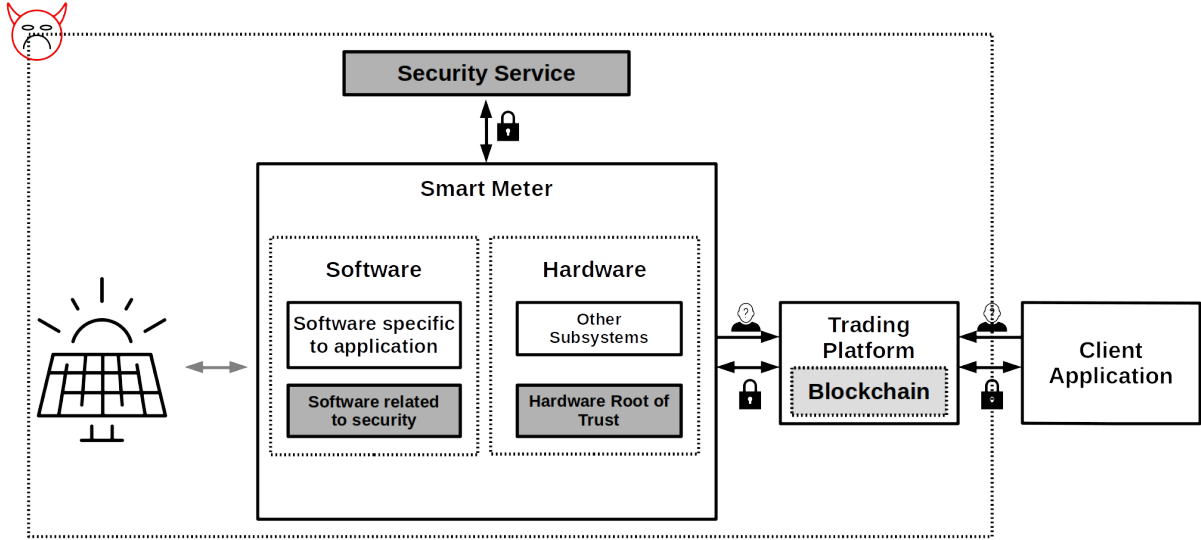 Security Service
Smart Meter
Software
Software specific
to application
Software related
to security
Hardware
Other
Subsystems
Hardware Root of
Trust
?
Trading
Platform
Blockchain
?
Client
Application